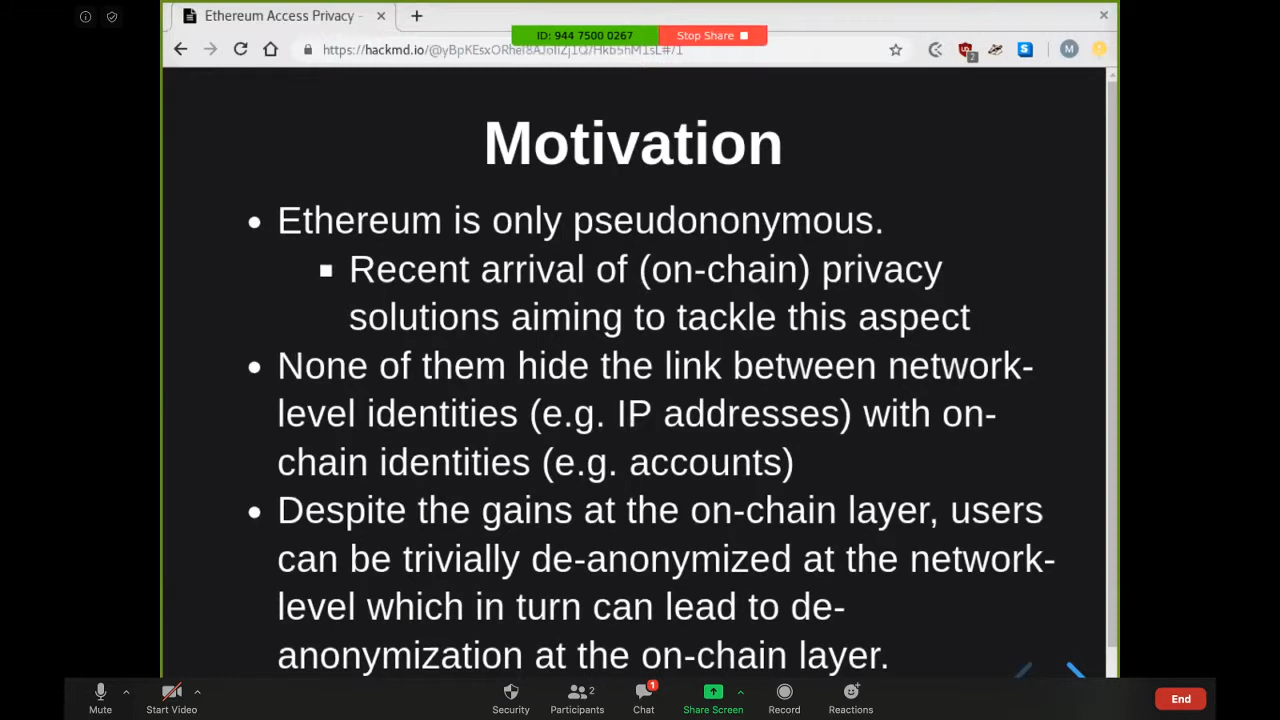 Ethereum Access Privacy -
ID: 944 7500 0267
Stop Share
https://hackmd.io/
2
M
Motivation
Ethereum is only pseudononymous.
Recent arrival of (on-chain) privacy
solutions aiming to tackle this aspect
None of them hide the link between network-
level identities (e.g. IP addresses) with on-
chain identities (e.g. accounts)
Despite the gains at the on-chain layer, users
can be trivially de-anonymized at the network-
level which in turn can lead to de-
anonymization at the on-chain layer.
Mute
Start Video
Security
Participants
2
Chat
1
Share Screen
Record
Reactions
End